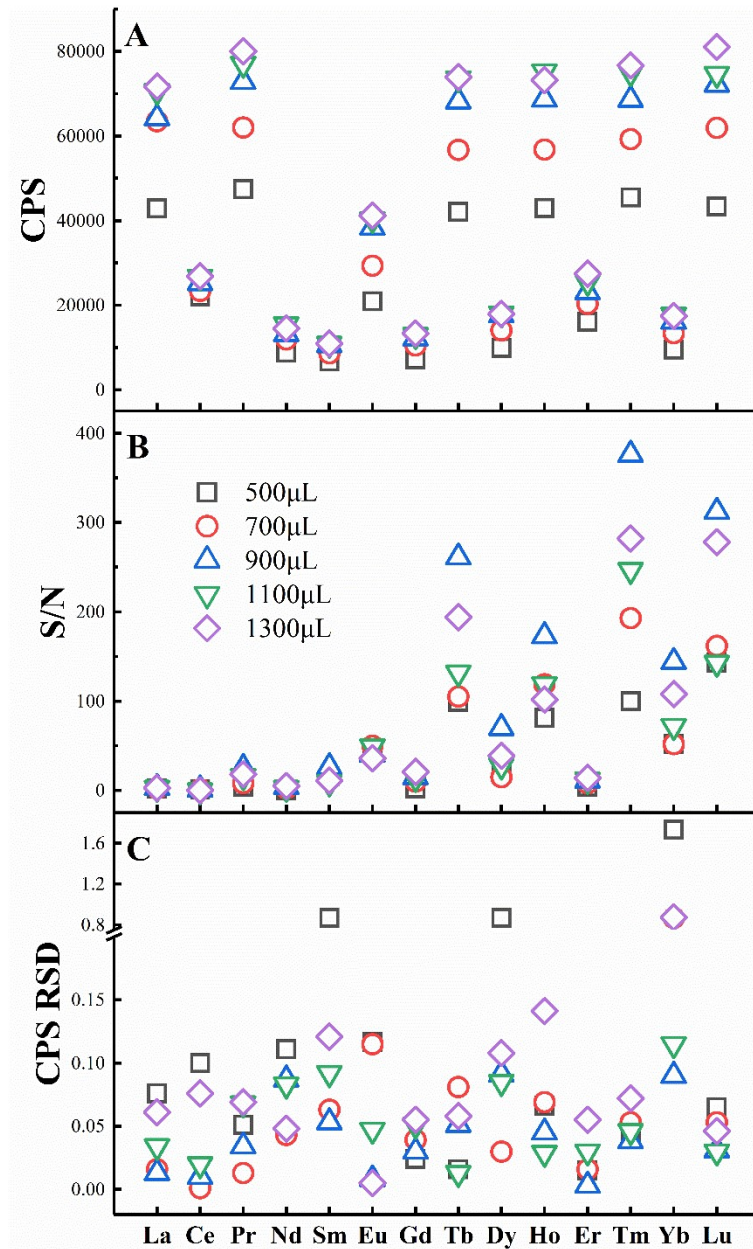 A
80000
60000
40000
20000
0
CPS
B
400
300
200
100
0
S/N
500μL
700μL
900μL
1100μL
1300μL
C
1.6
1.2
0.8
0.15
0.10
0.05
0.00
CPS RSD
La Ce Pr Nd Sm Eu Gd Tb Dy Ho Er Tm Yb Lu